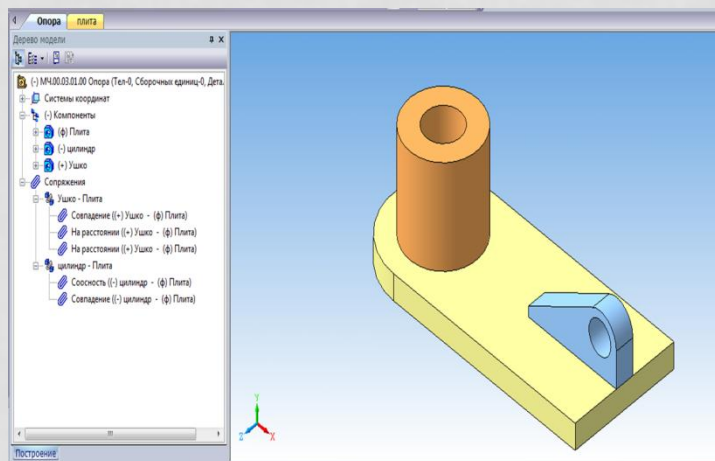 Опора плита
Дерево модели
(-) МЧ.00.03.01.00 Опора (Тел-0, Сборочных единиц-0, Дета
Системы координат
(-) Компоненты
(ф) Плита
(-) цилиндр
(+) Ушко
Сопряжения
Ушко - Плита
Совпадение ((+) Ушко - (ф) Плита)
На расстоянии ((+) Ушко - (ф) Плита)
На расстоянии ((+) Ушко - (ф) Плита)
цилиндр - Плита
Соосность ((-) цилиндр - (ф) Плита)
Совпадение ((-) цилиндр - (ф) Плита)
Y
Z X
Построение